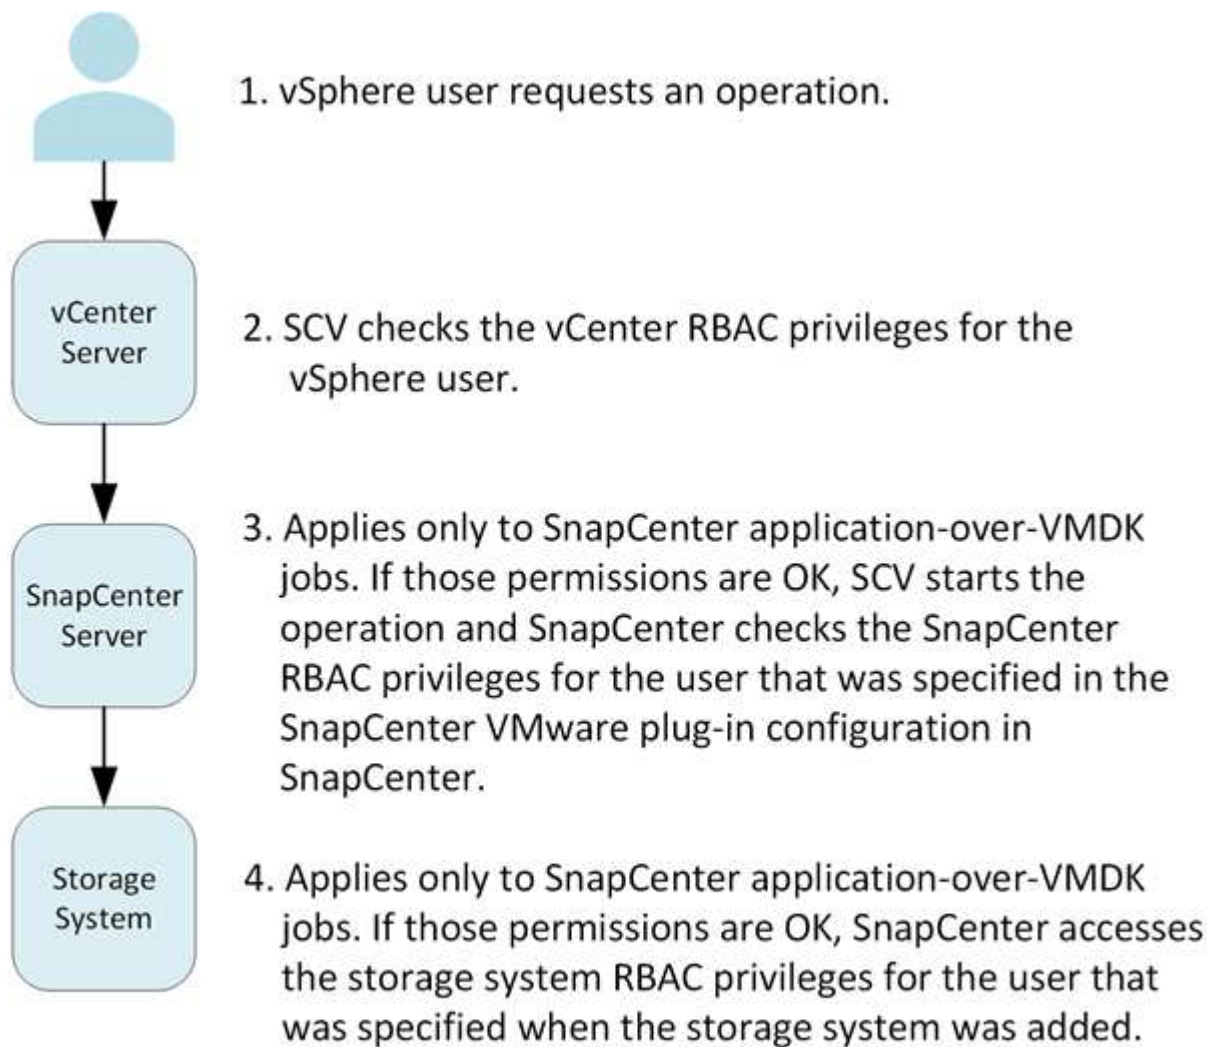 1. vSphere user requests an operation.
vCenter
Server
2. SCV checks the vCenter RBAC privileges for the
vSphere user.
SnapCenter
Server
3. Applies only to SnapCenter application-over-VMDK
jobs. If those permissions are OK, SCV starts the
operation and SnapCenter checks the SnapCenter
RBAC privileges for the user that was specified in the
SnapCenter VMware plug-in configuration in
SnapCenter.
Storage
System
4. Applies only to SnapCenter application-over-VMDK
jobs. If those permissions are OK, SnapCenter accesses
the storage system RBAC privileges for the user that
was specified when the storage system was added.